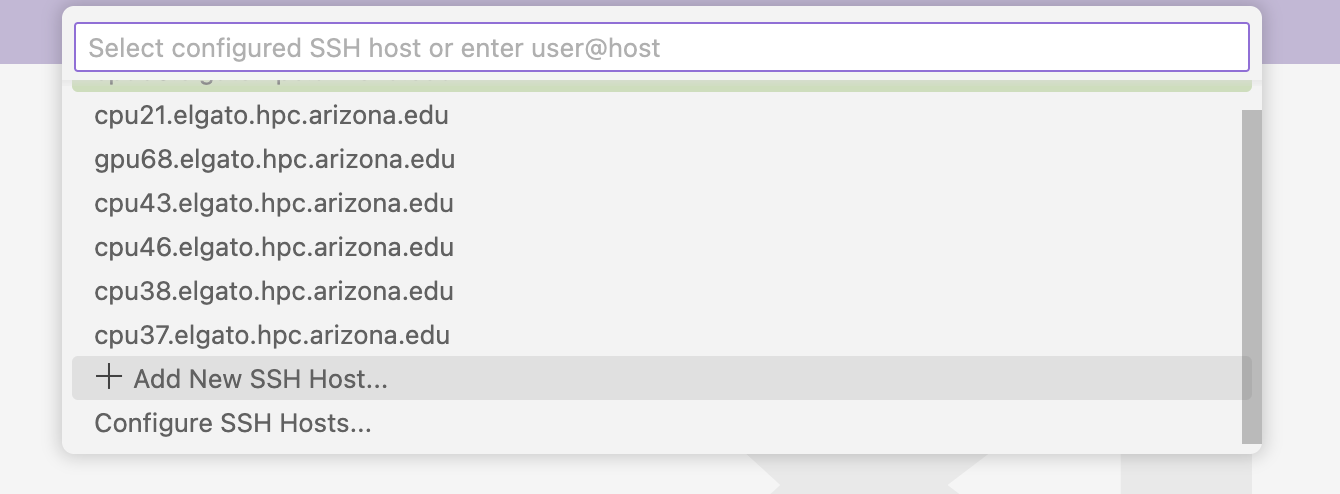 Select configured SSH host or enter user@host
cpu21.elgato.hpc.arizona.edu
gpu68.elgato.hpc.arizona.edu
cpu43.elgato.hpc.arizona.edu
cpu46.elgato.hpc.arizona.edu
cpu38.elgato.hpc.arizona.edu
cpu37.elgato.hpc.arizona.edu
+ Add New SSH Host...
Configure SSH Hosts...